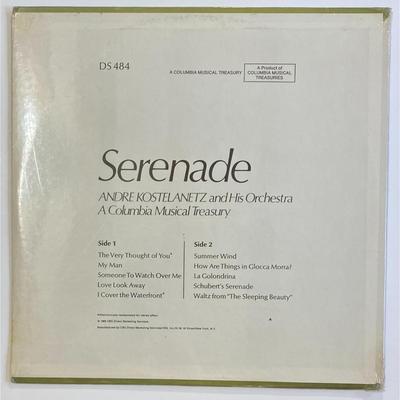 DS 484
A COLUMBIA MUSICAL TREASURY
A Product of
COLUMBIA MUSICAL
TREASURIES
Serenade
ANDRE KOSTELANETZ and His Orchestra
A Columbia Musical Treasury
Side 1
The Very Thought of You*
My Man
Someone To Watch Over Me
Love Look Away
I Cover the Waterfront*
Side 2
Summer Wind
How Are Things in Glocca Morra?
La Golondrina
Schubert's Serenade
Waltz from "The Sleeping Beauty"